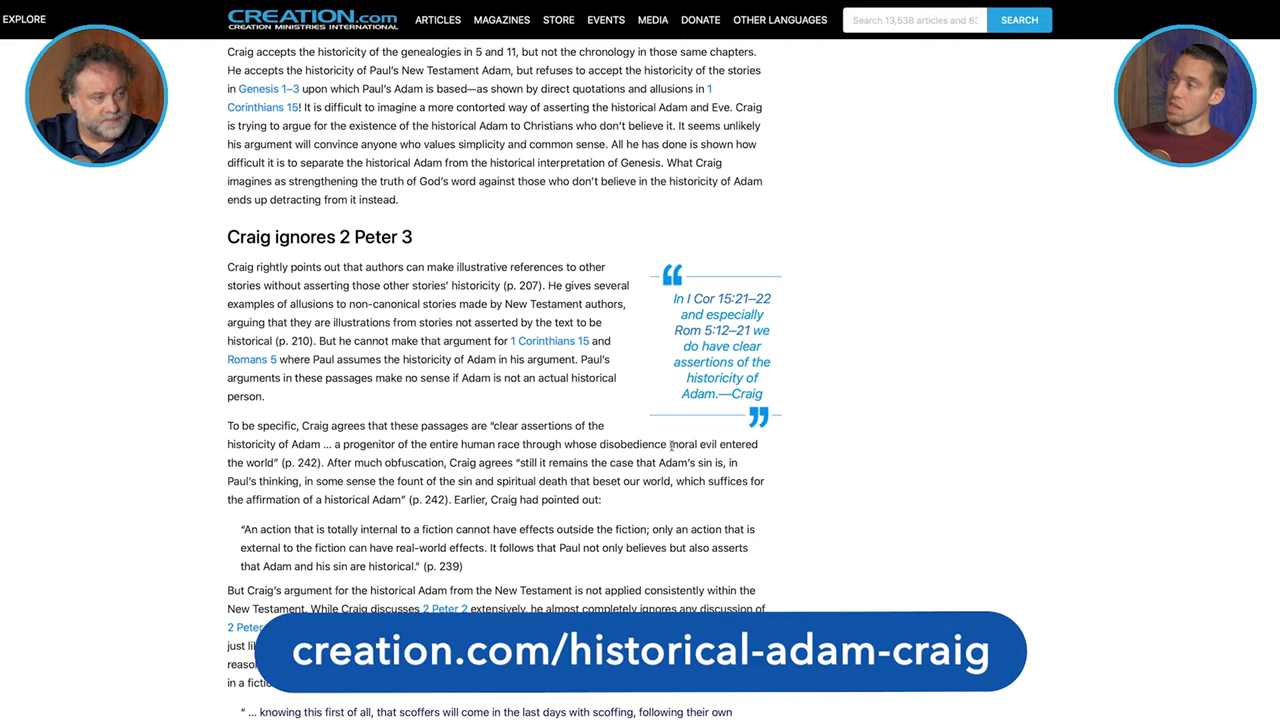 EXPLORE
CREATION.com
CREATION MINISTRIES INTERNATIONAL
ARTICLES MAGAZINES STORE EVENTS MEDIA DONATE OTHER LANGUAGES
Search 13,538 articles and 83
SEARCH
Craig accepts the historicity of the genealogies in 5 and 11, but not the chronology in those same chapters.
He accepts the historicity of Paul's New Testament Adam, but refuses to accept the historicity of the stories
in Genesis 1–3 upon which Paul's Adam is based—as shown by direct quotations and allusions in 1
Corinthians 15! It is difficult to imagine a more contorted way of asserting the historical Adam and Eve. Craig
is trying to argue for the existence of the historical Adam to Christians who don't believe it. It seems unlikely
his argument will convince anyone who values simplicity and common sense. All he has done is shown how
difficult it is to separate the historical Adam from the historical interpretation of Genesis. What Craig
imagines as strengthening the truth of God's word against those who don't believe in the historicity of Adam
ends up detracting from it instead.
Craig ignores 2 Peter 3
Craig rightly points out that authors can make illustrative references to other
stories without asserting those other stories' historicity (p. 207). He gives several
examples of allusions to non-canonical stories made by New Testament authors,
arguing that they are illustrations from stories not asserted by the text to be
historical (p. 210). But he cannot make that argument for 1 Corinthians 15 and
Romans 5 where Paul assumes the historicity of Adam in his argument. Paul's
arguments in these passages make no sense if Adam is not an actual historical
person.
“
In I Cor 15:21–22
and especially
Rom 5:12–21 we
do have clear
assertions of the
historicity of
Adam.—Craig
”
To be specific, Craig agrees that these passages are “clear assertions of the
historicity of Adam ... a progenitor of the entire human race through whose disobedience moral evil entered
the world” (p. 242). After much obfuscation, Craig agrees “still it remains the case that Adam's sin is, in
Paul's thinking, in some sense the fount of the sin and spiritual death that beset our world, which suffices for
the affirmation of a historical Adam” (p. 242). Earlier, Craig had pointed out:
“An action that is totally internal to a fiction cannot have effects outside the fiction; only an action that is
external to the fiction can have real-world effects. It follows that Paul not only believes but also asserts
that Adam and his sin are historical.” (p. 239)
But Craig's argument for the historical Adam from the New Testament is not applied consistently within the
New Testament. While Craig discusses 2 Peter 2 extensively, he almost completely ignores any discussion of
2 Peter
just
in a
creation.com/historical-adam-craig
“ ... knowing this first of all, that scoffers will come in the last days with scoffing, following their own